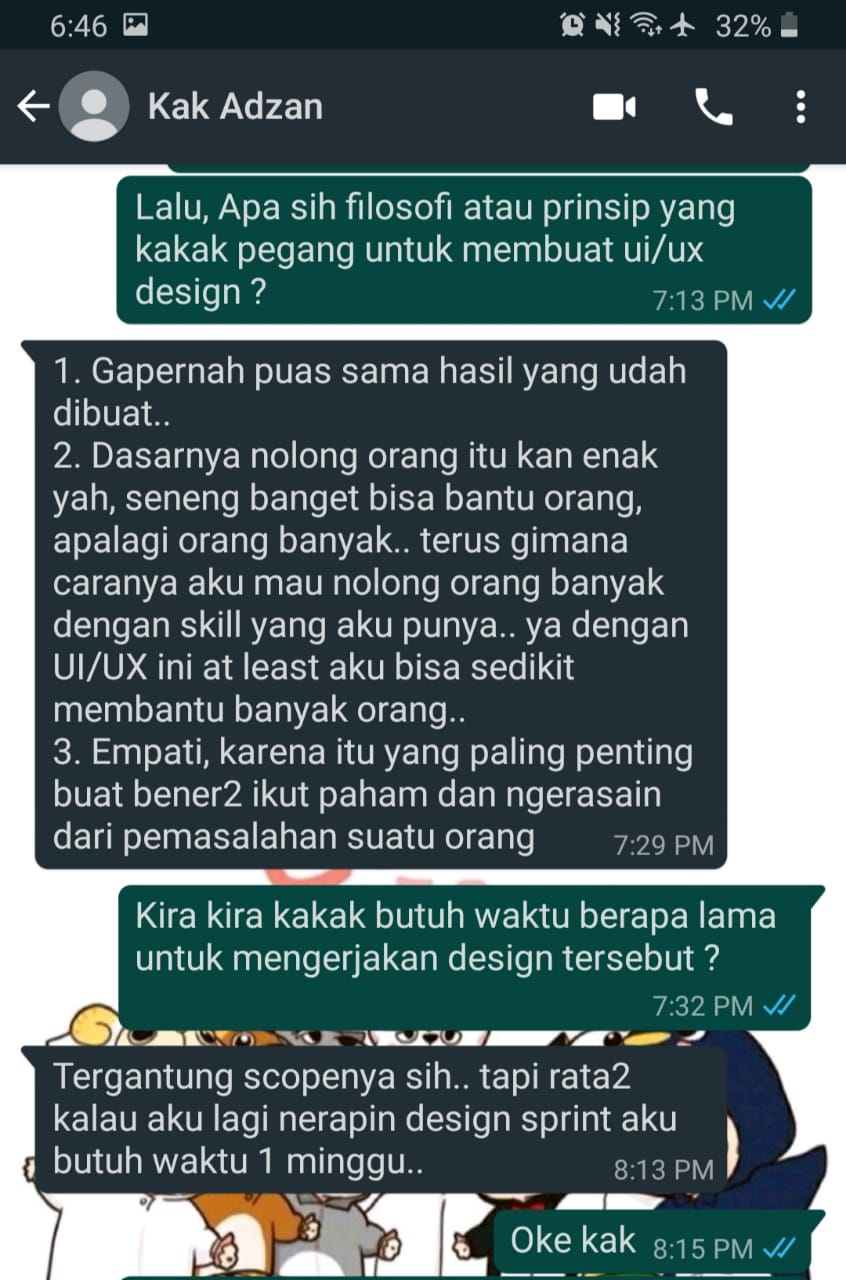 6:46 32%
Kak Adzan
Lalu, Apa sih filosofi atau prinsip yang
kakak pegang untuk membuat ui/ux
design ?
7:13 PM
1. Gapernah puas sama hasil yang udah
dibuat..
2. Dasarnya nolong orang itu kan enak
yah, seneng banget bisa bantu orang,
apalagi orang banyak.. terus gimana
caranya aku mau nolong orang banyak
dengan skill yang aku punya.. ya dengan
UI/UX ini at least aku bisa sedikit
membantu banyak orang..
3. Empati, karena itu yang paling penting
buat bener2 ikut paham dan ngerasain
dari pemasalahan suatu orang
7:29 PM
Kira kira kakak butuh waktu berapa lama
untuk mengerjakan design tersebut ?
7:32 PM
Tergantung scopenya sih.. tapi rata2
kalau aku lagi nerapin design sprint aku
butuh waktu 1 minggu..
8:13 PM
Oke kak 8:15 PM